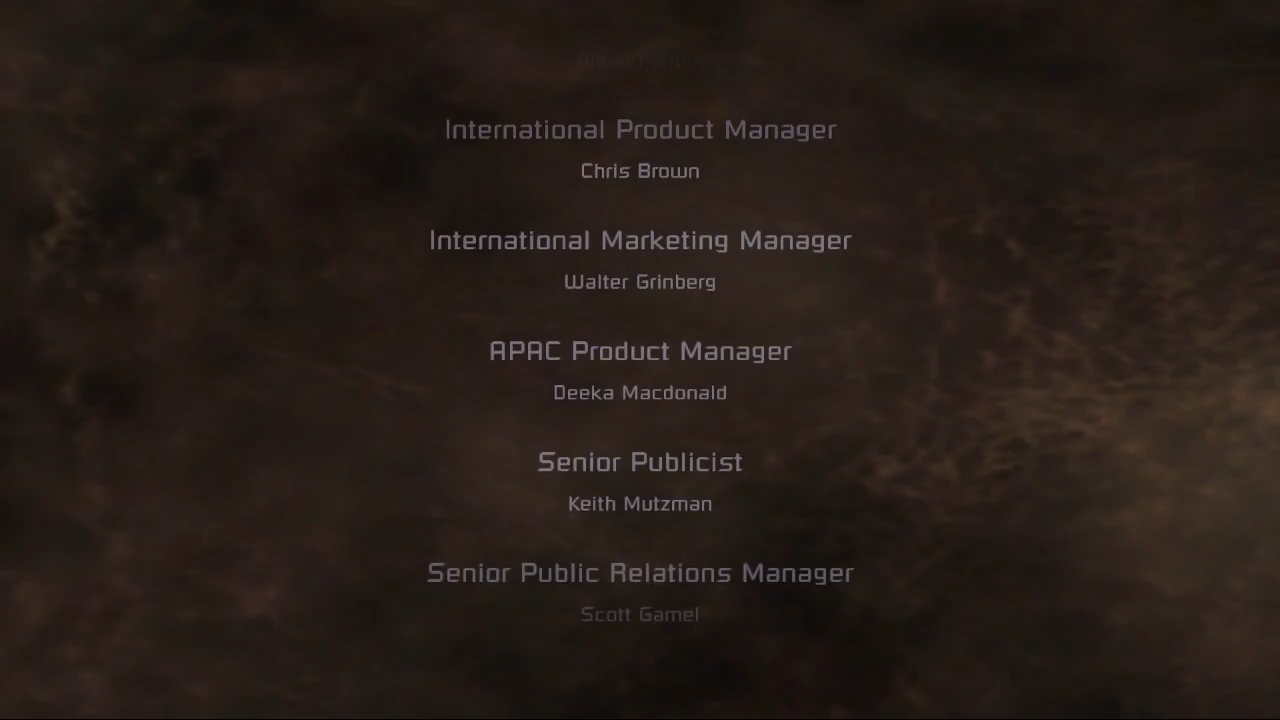 International Product Manager
Chris Brown
International Marketing Manager
Walter Grinberg
APAC Product Manager
Deeka Macdonald
Senior Publicist
Keith Mutzman
Senior Public Relations Manager
Scott Gamel